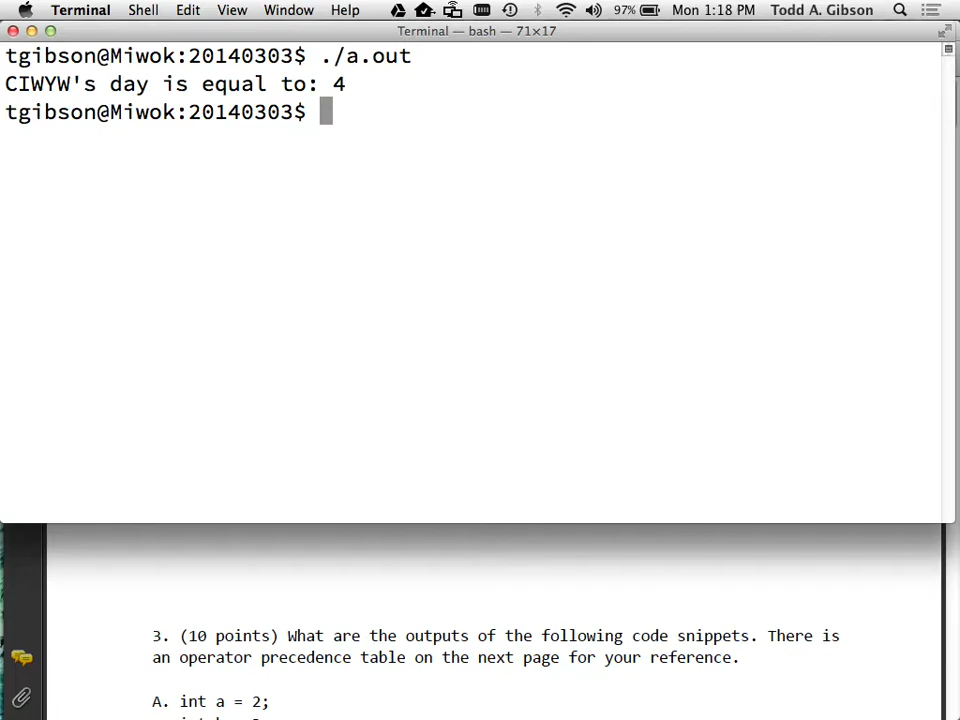 Terminal Shell Edit View Window Help 97% Mon 1:18 PM Todd A. Gibson
Terminal — bash — 71×17
tgibson@Miwok:20140303$ ./a.out
CIWYW's day is equal to: 4
tgibson@Miwok:20140303$
3. (10 points) What are the outputs of the following code snippets. There is
an operator precedence table on the next page for your reference.
A. int a = 2;